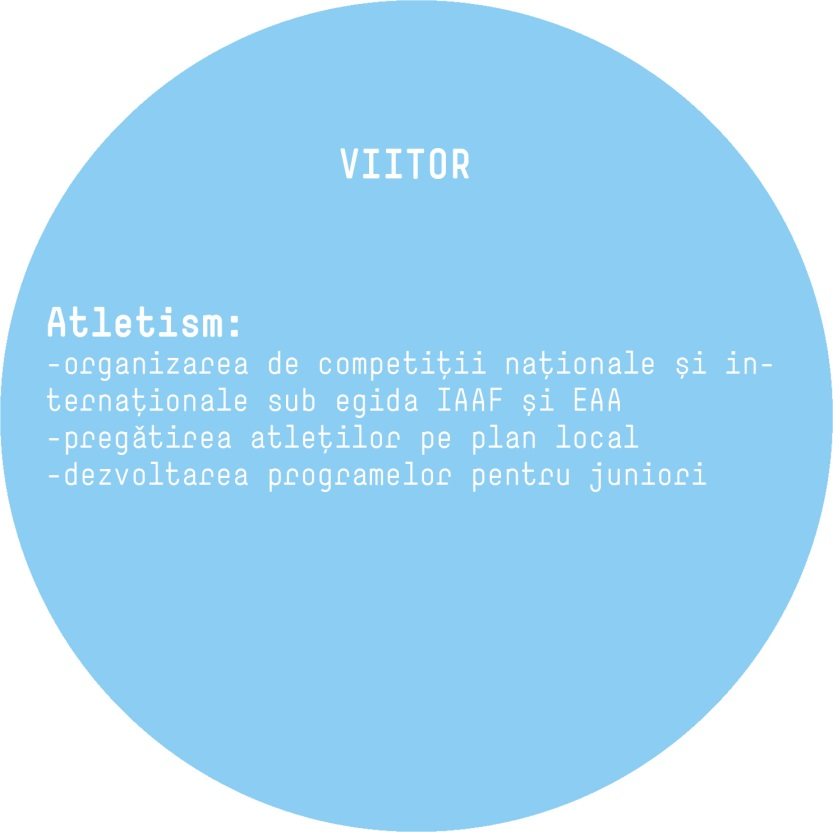 VIITOR
Atletism:
-organizarea de competiții naționale și in-
ternaționale sub egida IAAF și EAA
-pregătirea atleților pe plan local
-dezvoltarea programelor pentru juniori